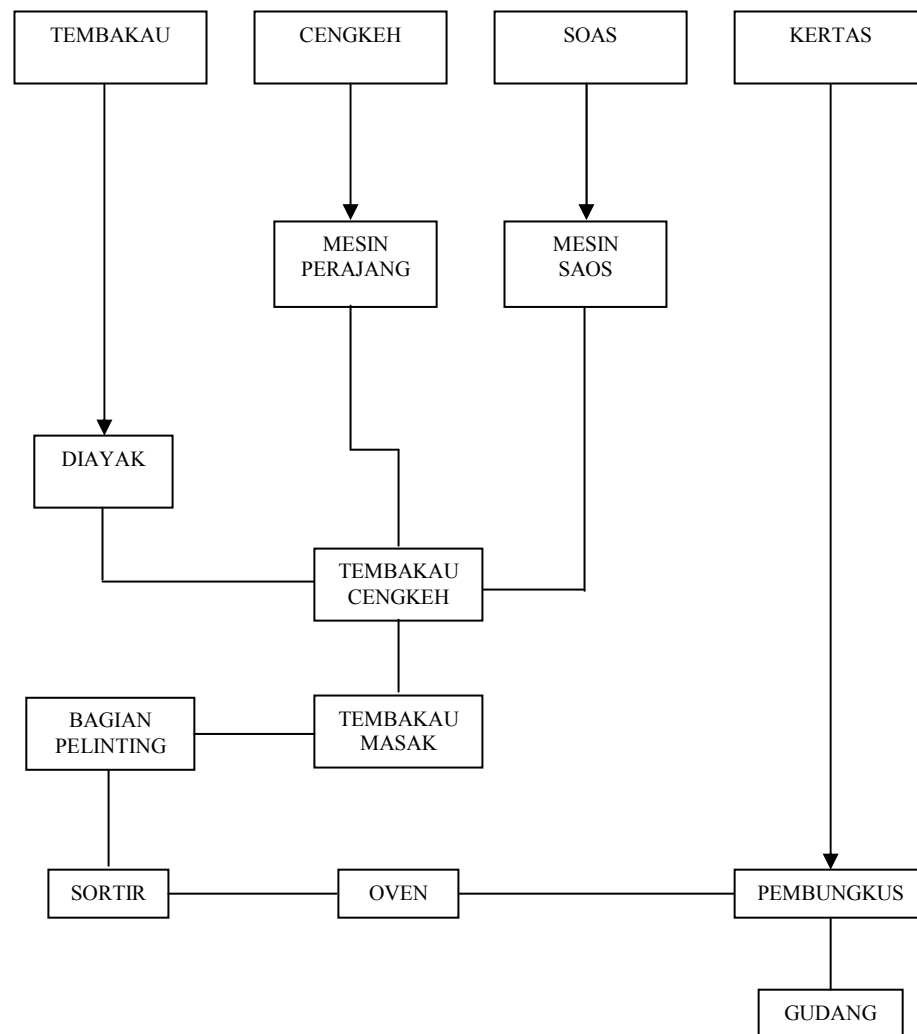 TEMBAKAU
CENGKEH
SOAS
KERTAS
MESIN
PERAJANG
MESIN
SAOS
DIAYAK
TEMBAKAU
CENGKEH
BAGIAN
PELINTING
TEMBAKAU
MASAK
SORTIR
OVEN
PEMBUNGKUS
GUDANG